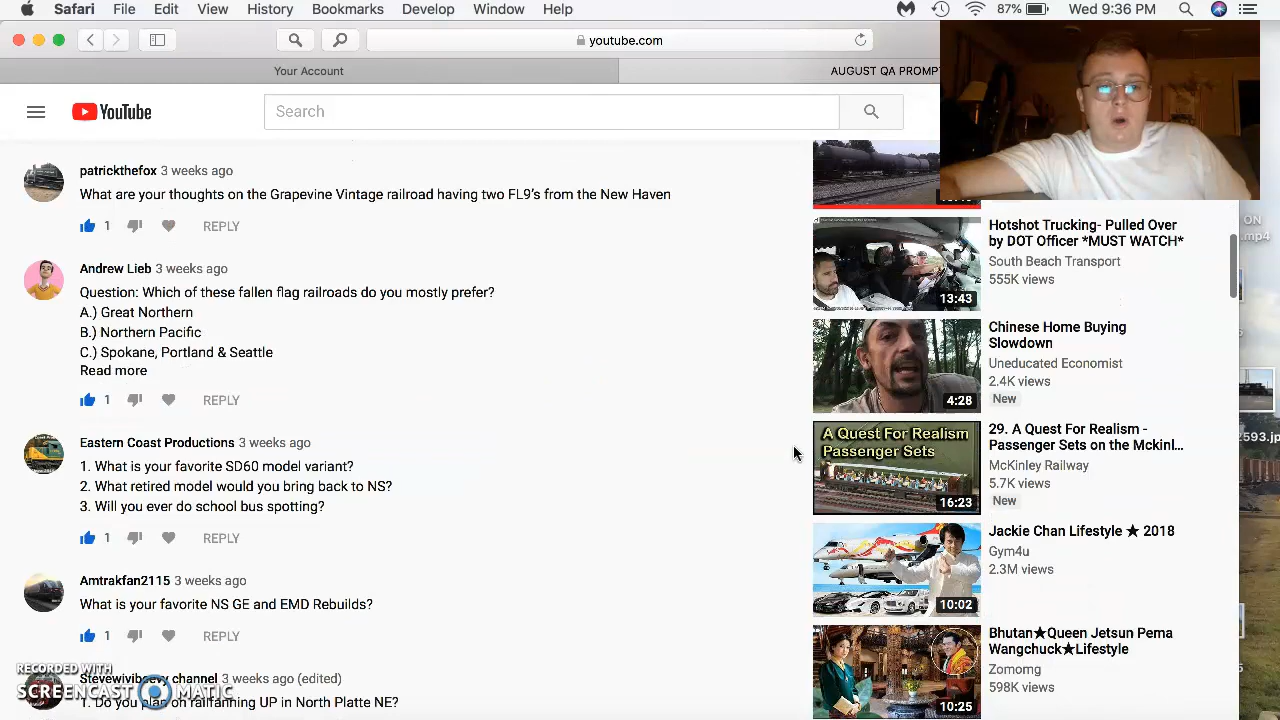 Safari File Edit View History Bookmarks Develop Window Help
87% Wed 9:36 PM
youtube.com
Your Account
AUGUST QA PROMP
YouTube
Search
patrickthefox 3 weeks ago
What are your thoughts on the Grapevine Vintage railroad having two FL9's from the New Haven
1 REPLY
Andrew Lieb 3 weeks ago
Question: Which of these fallen flag railroads do you mostly prefer?
A.) Great Northern
B.) Northern Pacific
C.) Spokane, Portland & Seattle
Read more
1 REPLY
Eastern Coast Productions 3 weeks ago
1. What is your favorite SD60 model variant?
2. What retired model would you bring back to NS?
3. Will you ever do school bus spotting?
1 REPLY
Amtrakfan2115 3 weeks ago
What is your favorite NS GE and EMD Rebuilds?
1 REPLY
channel 3 weeks ago (edited)
1. Do you plan on railfanning UP in North Platte NE?
RECORDED WITH
SCREENCAST MATIC
Hotshot Trucking- Pulled Over
by DOT Officer *MUST WATCH*
South Beach Transport
555K views
13:43
Chinese Home Buying
Slowdown
Uneducated Economist
2.4K views
New
4:28
A Quest For Realism
Passenger Sets
16:23
29. A Quest For Realism -
Passenger Sets on the Mckinl...
McKinley Railway
5.7K views
New
Jackie Chan Lifestyle ★ 2018
Gym4u
2.3M views
10:02
Bhutan★Queen Jetsun Pema
Wangchuck★Lifestyle
Zomomg
598K views
10:25
ON
.mp4
2593.jp